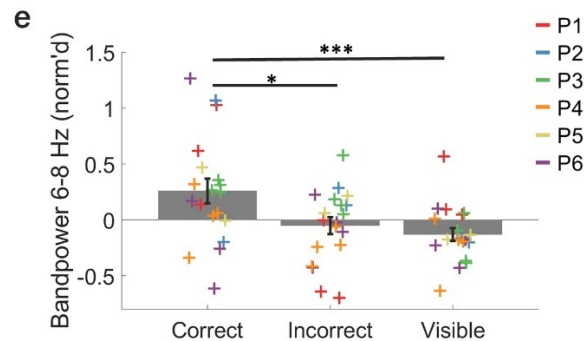 e
Bandpower 6-8 Hz (norm'd)
1.5
1
0.5
0
-0.5
***
*
Correct
Incorrect
Visible
P1
P2
P3
P4
P5
P6